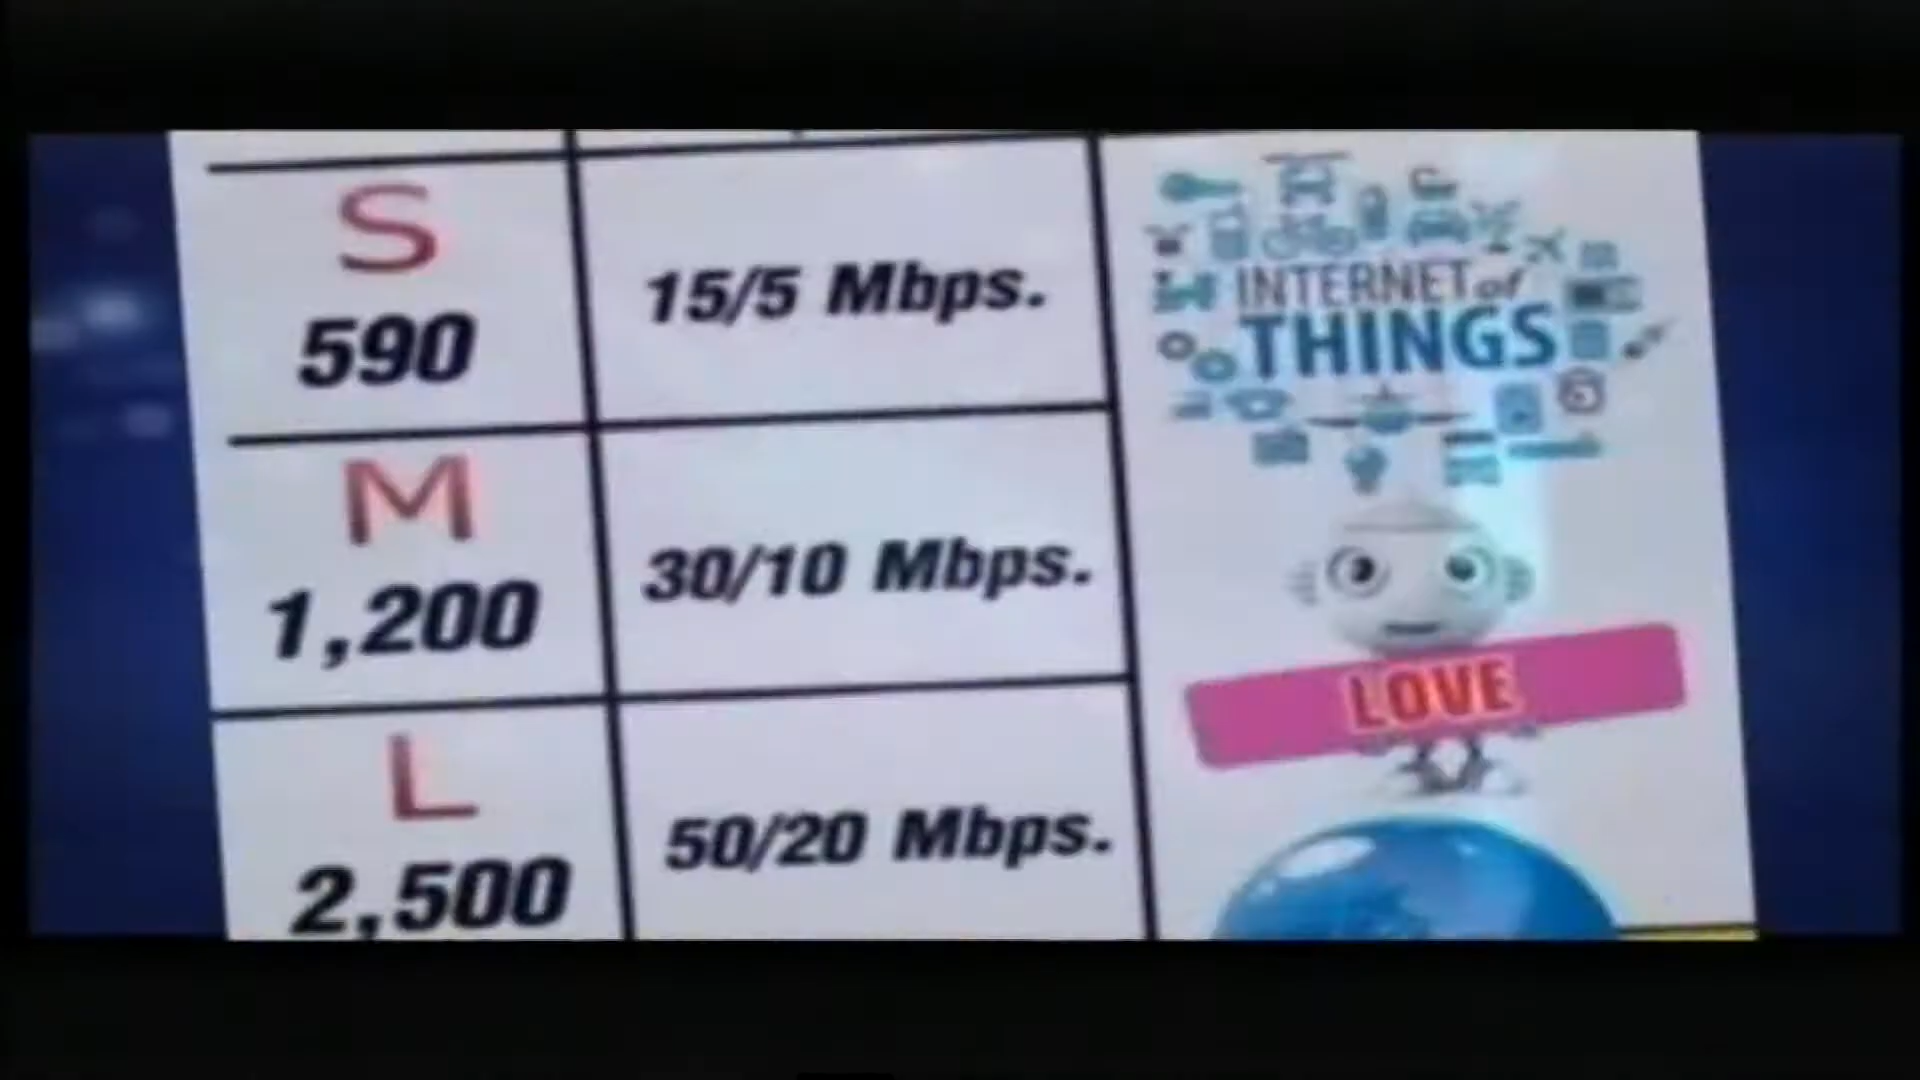 S
590
15/5 Mbps.
M
1,200
30/10 Mbps.
L
2,500
50/20 Mbps.
INTERNET of
THINGS
LOVE